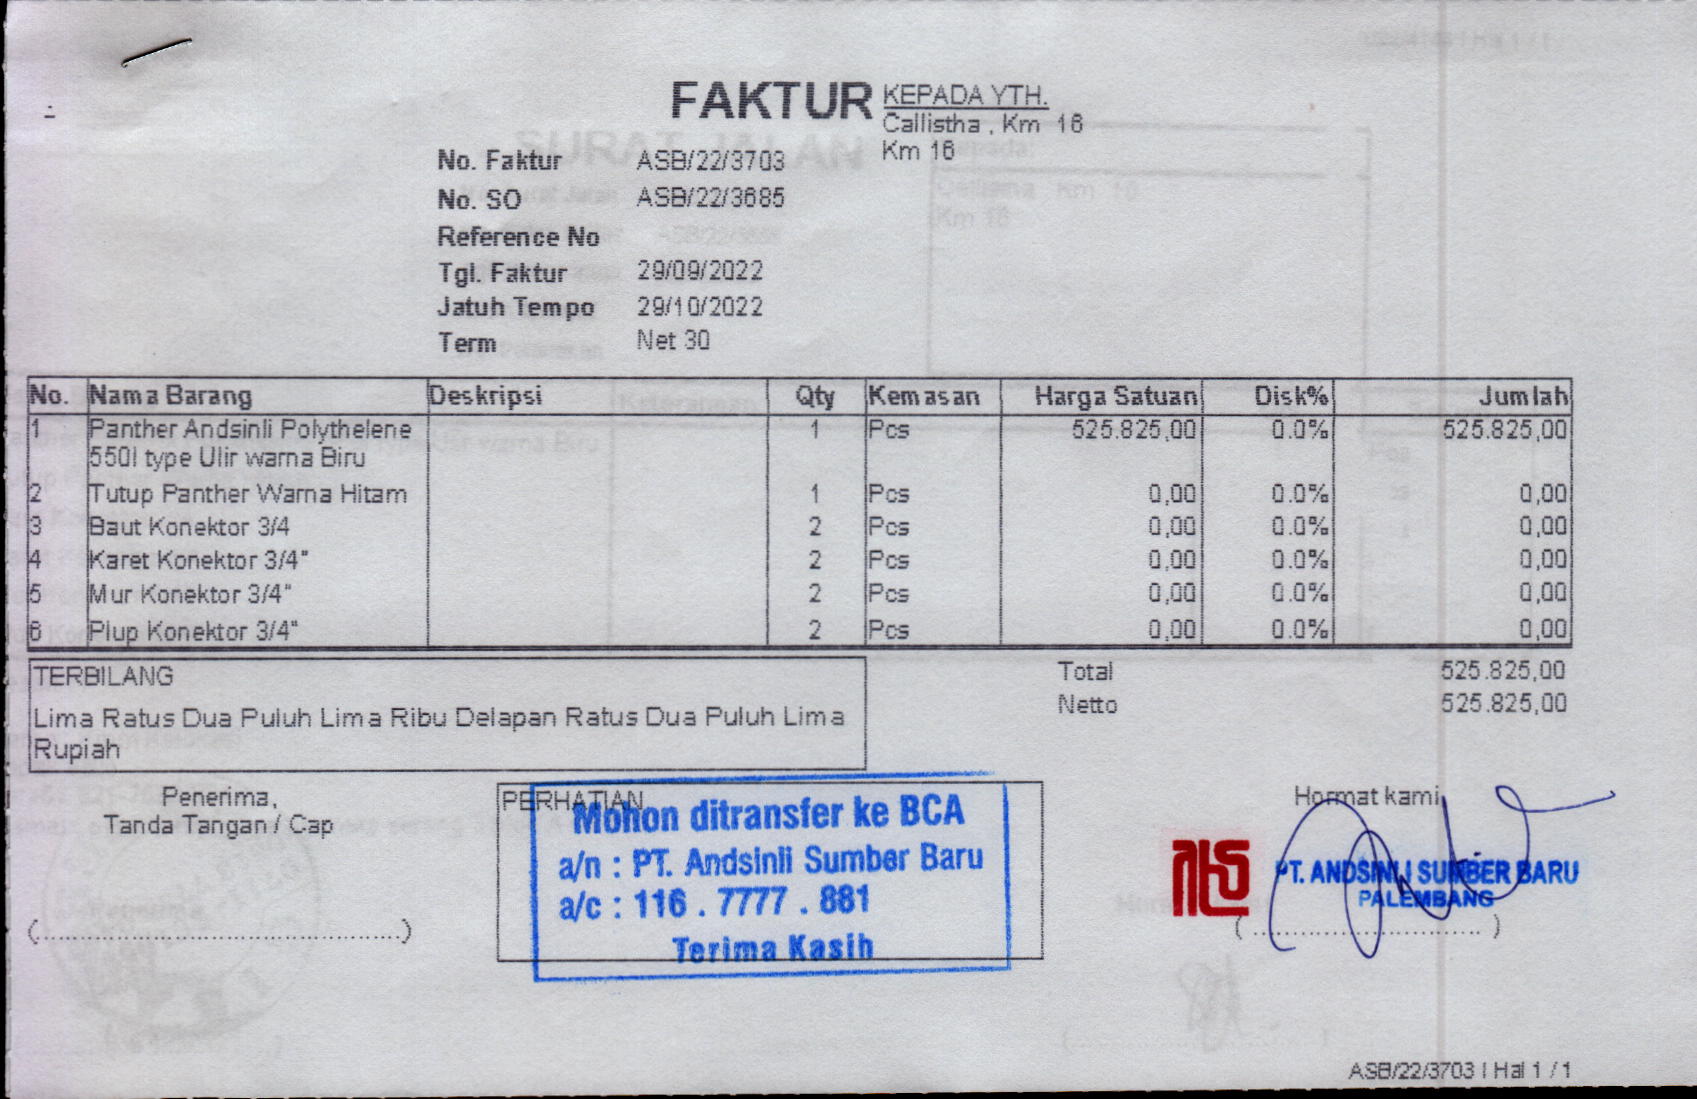 FAKTUR
KEPADA YTH.
Callistha , Km 16
Km 16
No. Faktur ASB/22/3703
No. SO ASB/22/3685
Reference No
Tgl. Faktur 29/09/2022
Jatuh Tempo 29/10/2022
Term Net 30
No. Nama Barang Deskripsi Qty Kemasan Harga Satuan Disk% Jumlah
1 Panther Andsinli Polythelene 1 Pcs 525.825,00 0.0% 525.825,00
550l type Ulir warna Biru
2 Tutup Panther Warna Hitam 1 Pcs 0,00 0.0% 0,00
3 Baut Konektor 3/4 2 Pcs 0,00 0.0% 0,00
4 Karet Konektor 3/4" 2 Pcs 0,00 0.0% 0,00
5 Mur Konektor 3/4" 2 Pcs 0,00 0.0% 0,00
6 Plup Konektor 3/4" 2 Pcs 0,00 0.0% 0,00
TERBILANG
Lima Ratus Dua Puluh Lima Ribu Delapan Ratus Dua Puluh Lima
Rupiah
Total 525.825,00
Netto 525.825,00
Penerima,
Tanda Tangan / Cap
(.......................................................)
PERHATIAN
Mohon ditransfer ke BCA
a/n : PT. Andsinli Sumber Baru
a/c : 116 . 7777 . 881
Terima Kasih
Hormat kami,
PT. ANDSINLI SUMBER BARU
PALEMBANG
(..................................)
ASB/22/3703 | Hal 1 / 1